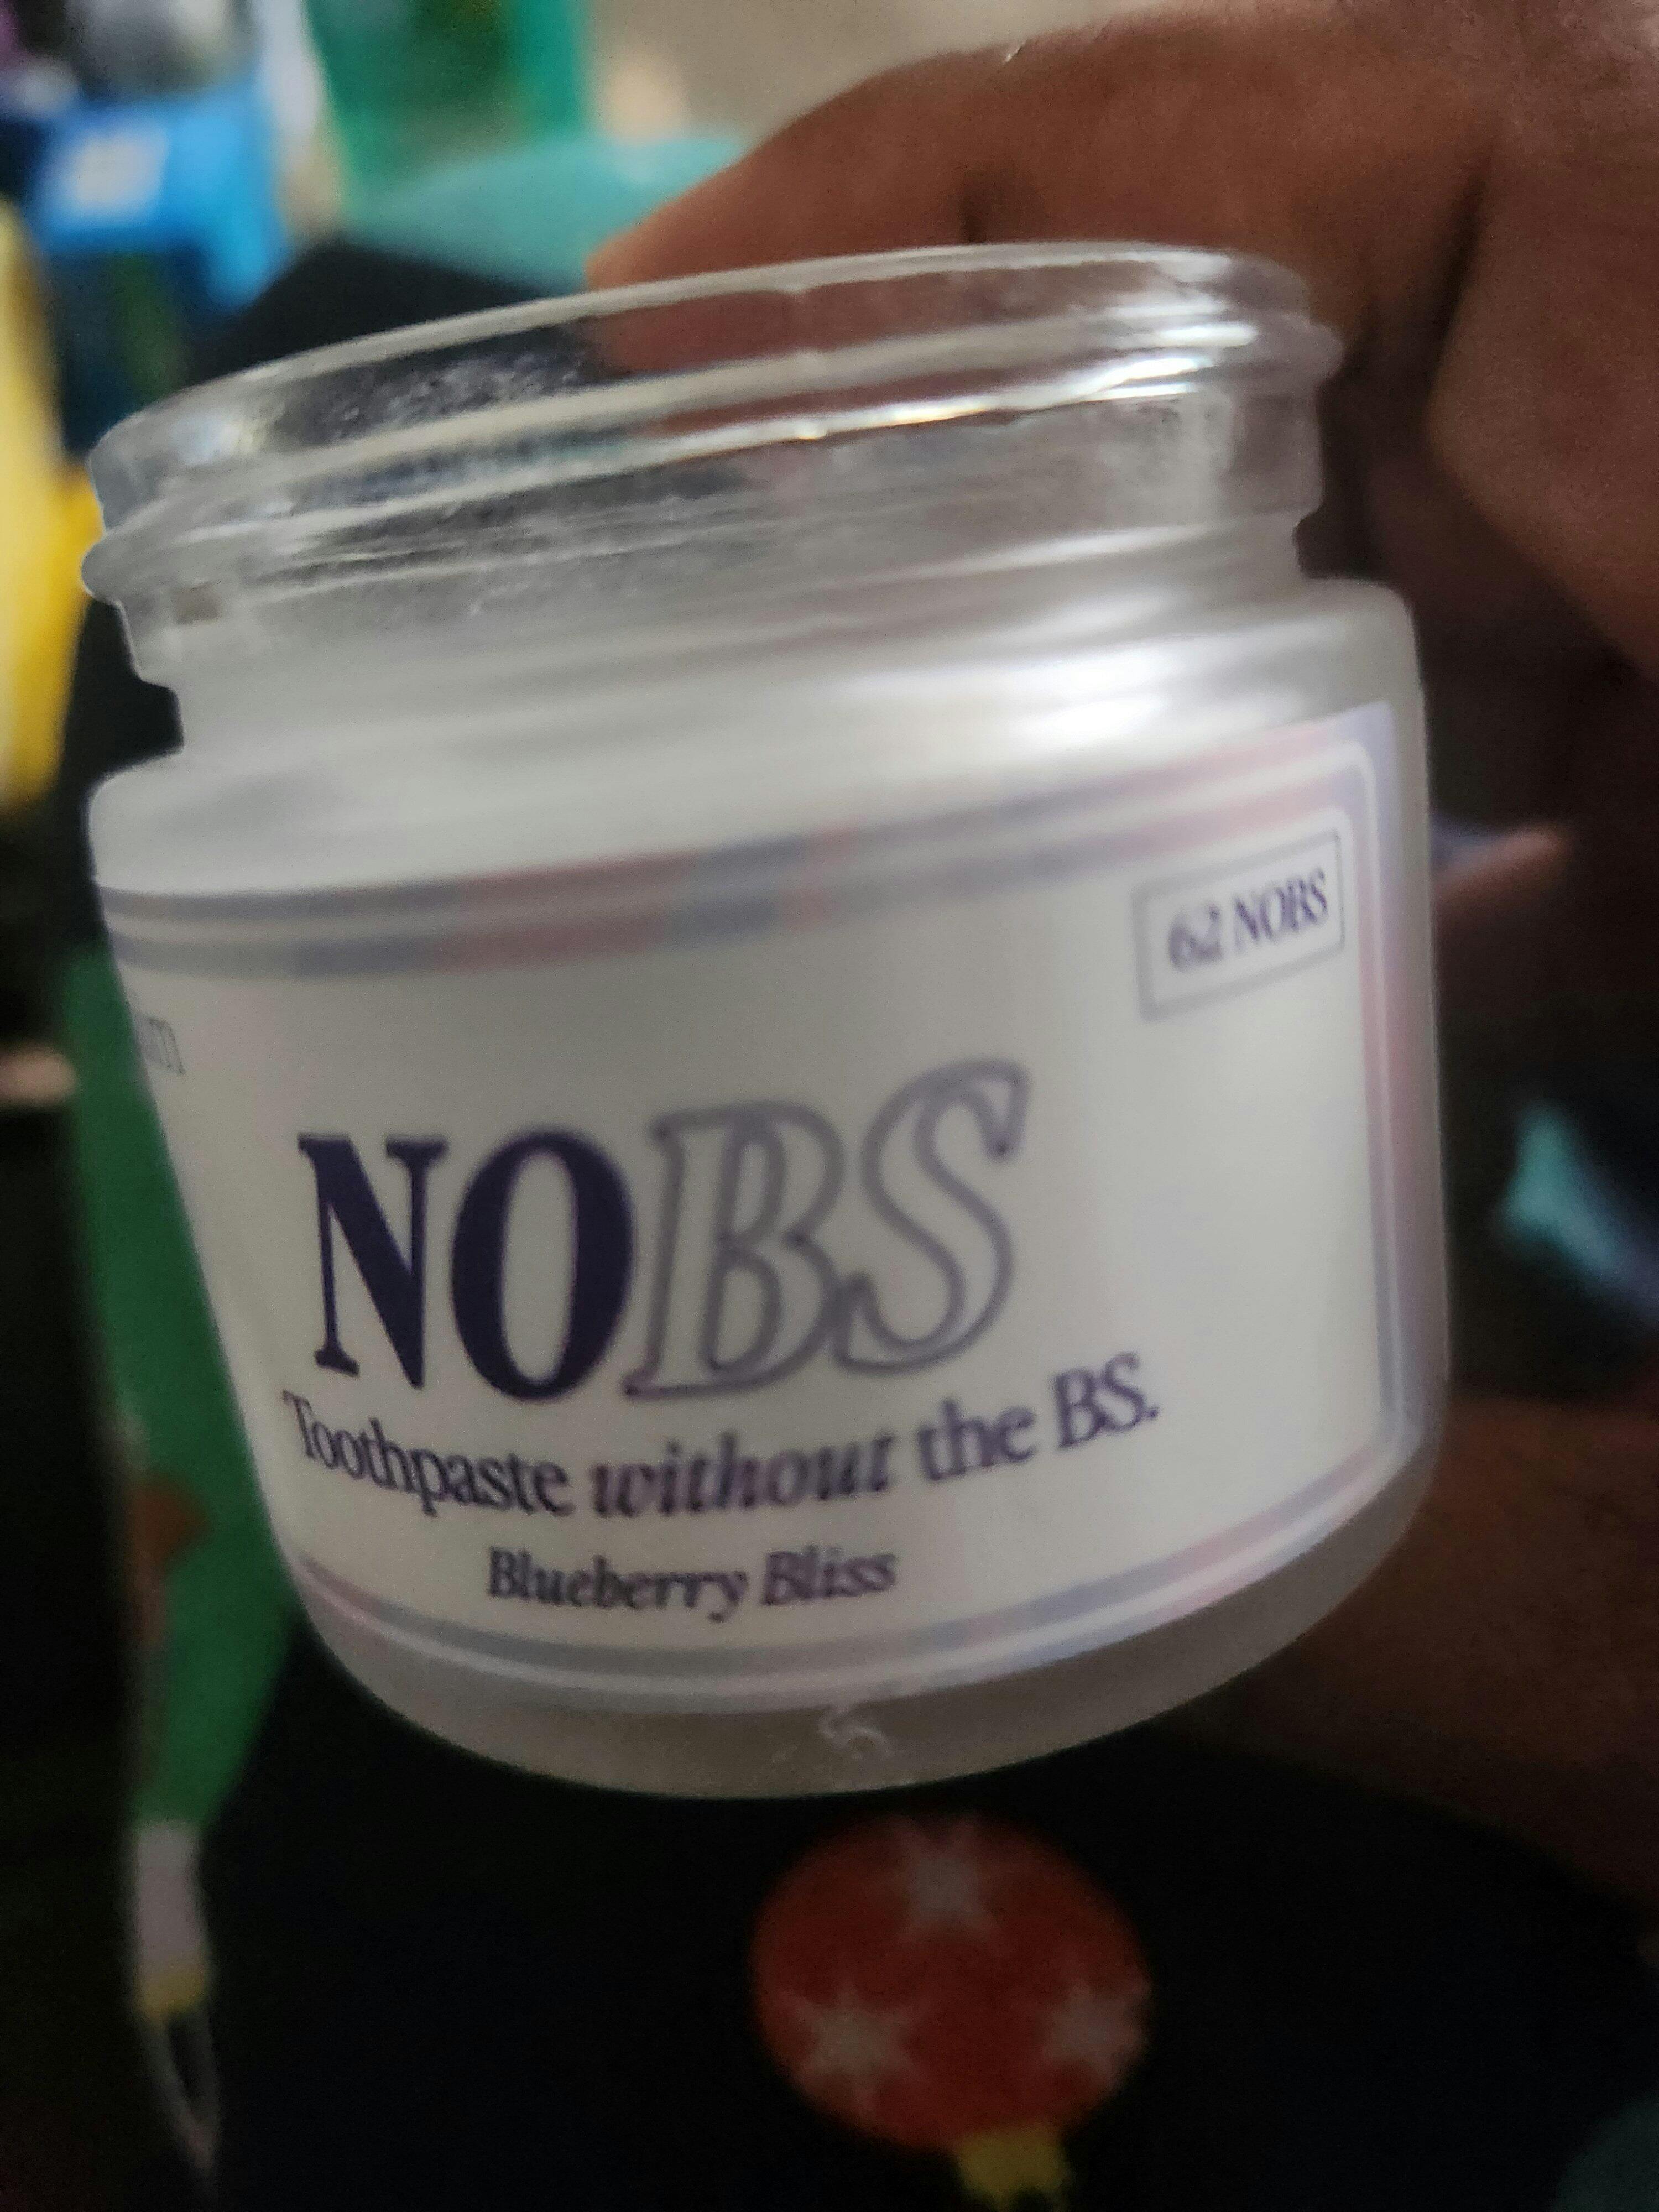 62 NOBS
NOBS
Toothpaste without the BS.
Blueberry Bliss